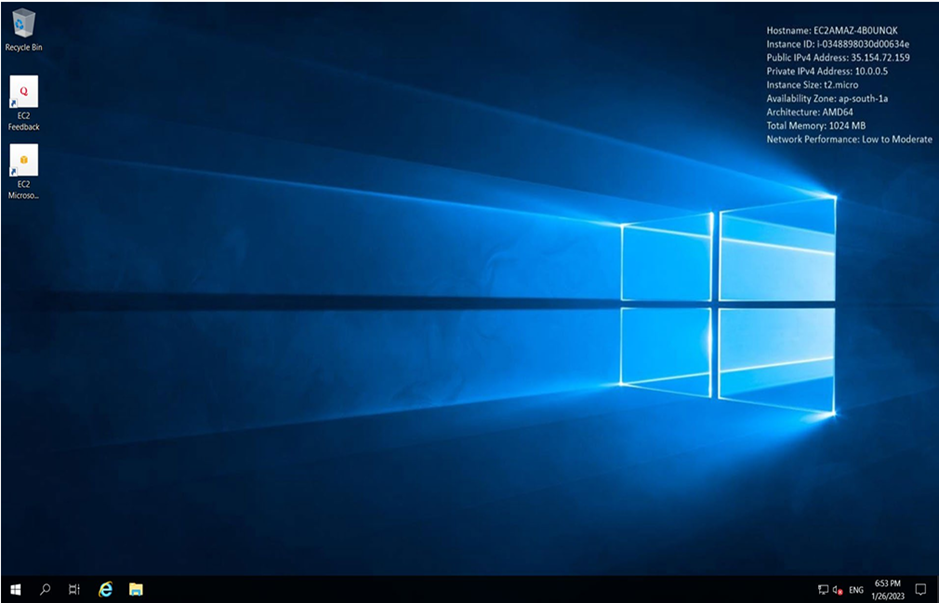 Recycle Bin
EC2
Feedback
EC2
Microso...
Hostname: EC2AMAZ-4B0UNQK
Instance ID: i-0348898030d00634e
Public IPv4 Address: 35.154.72.159
Private IPv4 Address: 10.0.0.5
Instance Size: t2.micro
Availability Zone: ap-south-1a
Architecture: AMD64
Total Memory: 1024 MB
Network Performance: Low to Moderate
ENG
6:53 PM
1/26/2023